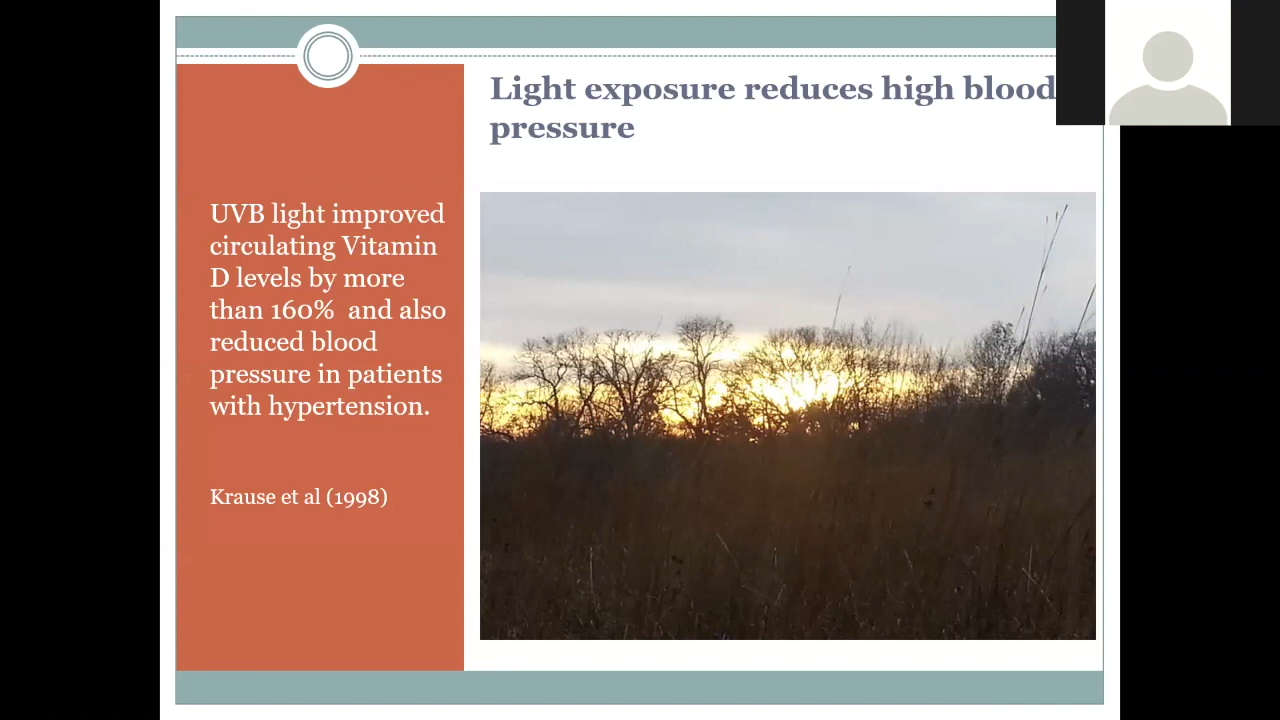 Light exposure reduces high blood
pressure
UVB light improved
circulating Vitamin
D levels by more
than 160%  and also
reduced blood
pressure in patients
with hypertension.
Krause et al (1998)